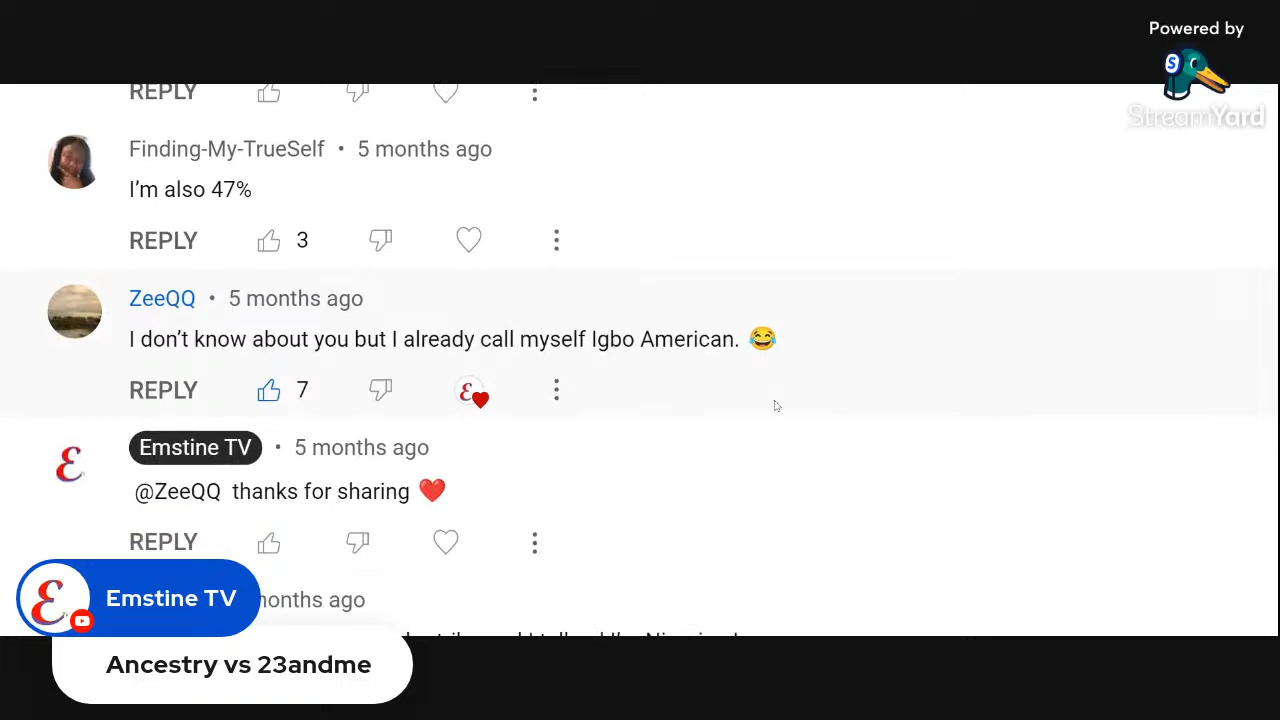 Powered by
StreamYard
REPLY
Finding-My-TrueSelf • 5 months ago
I'm also 47%
REPLY 3
ZeeQQ • 5 months ago
I don't know about you but I already call myself Igbo American. 😂
REPLY 7
Emstine TV • 5 months ago
@ZeeQQ thanks for sharing ❤️
REPLY
months ago
Emstine TV
Ancestry vs 23andme